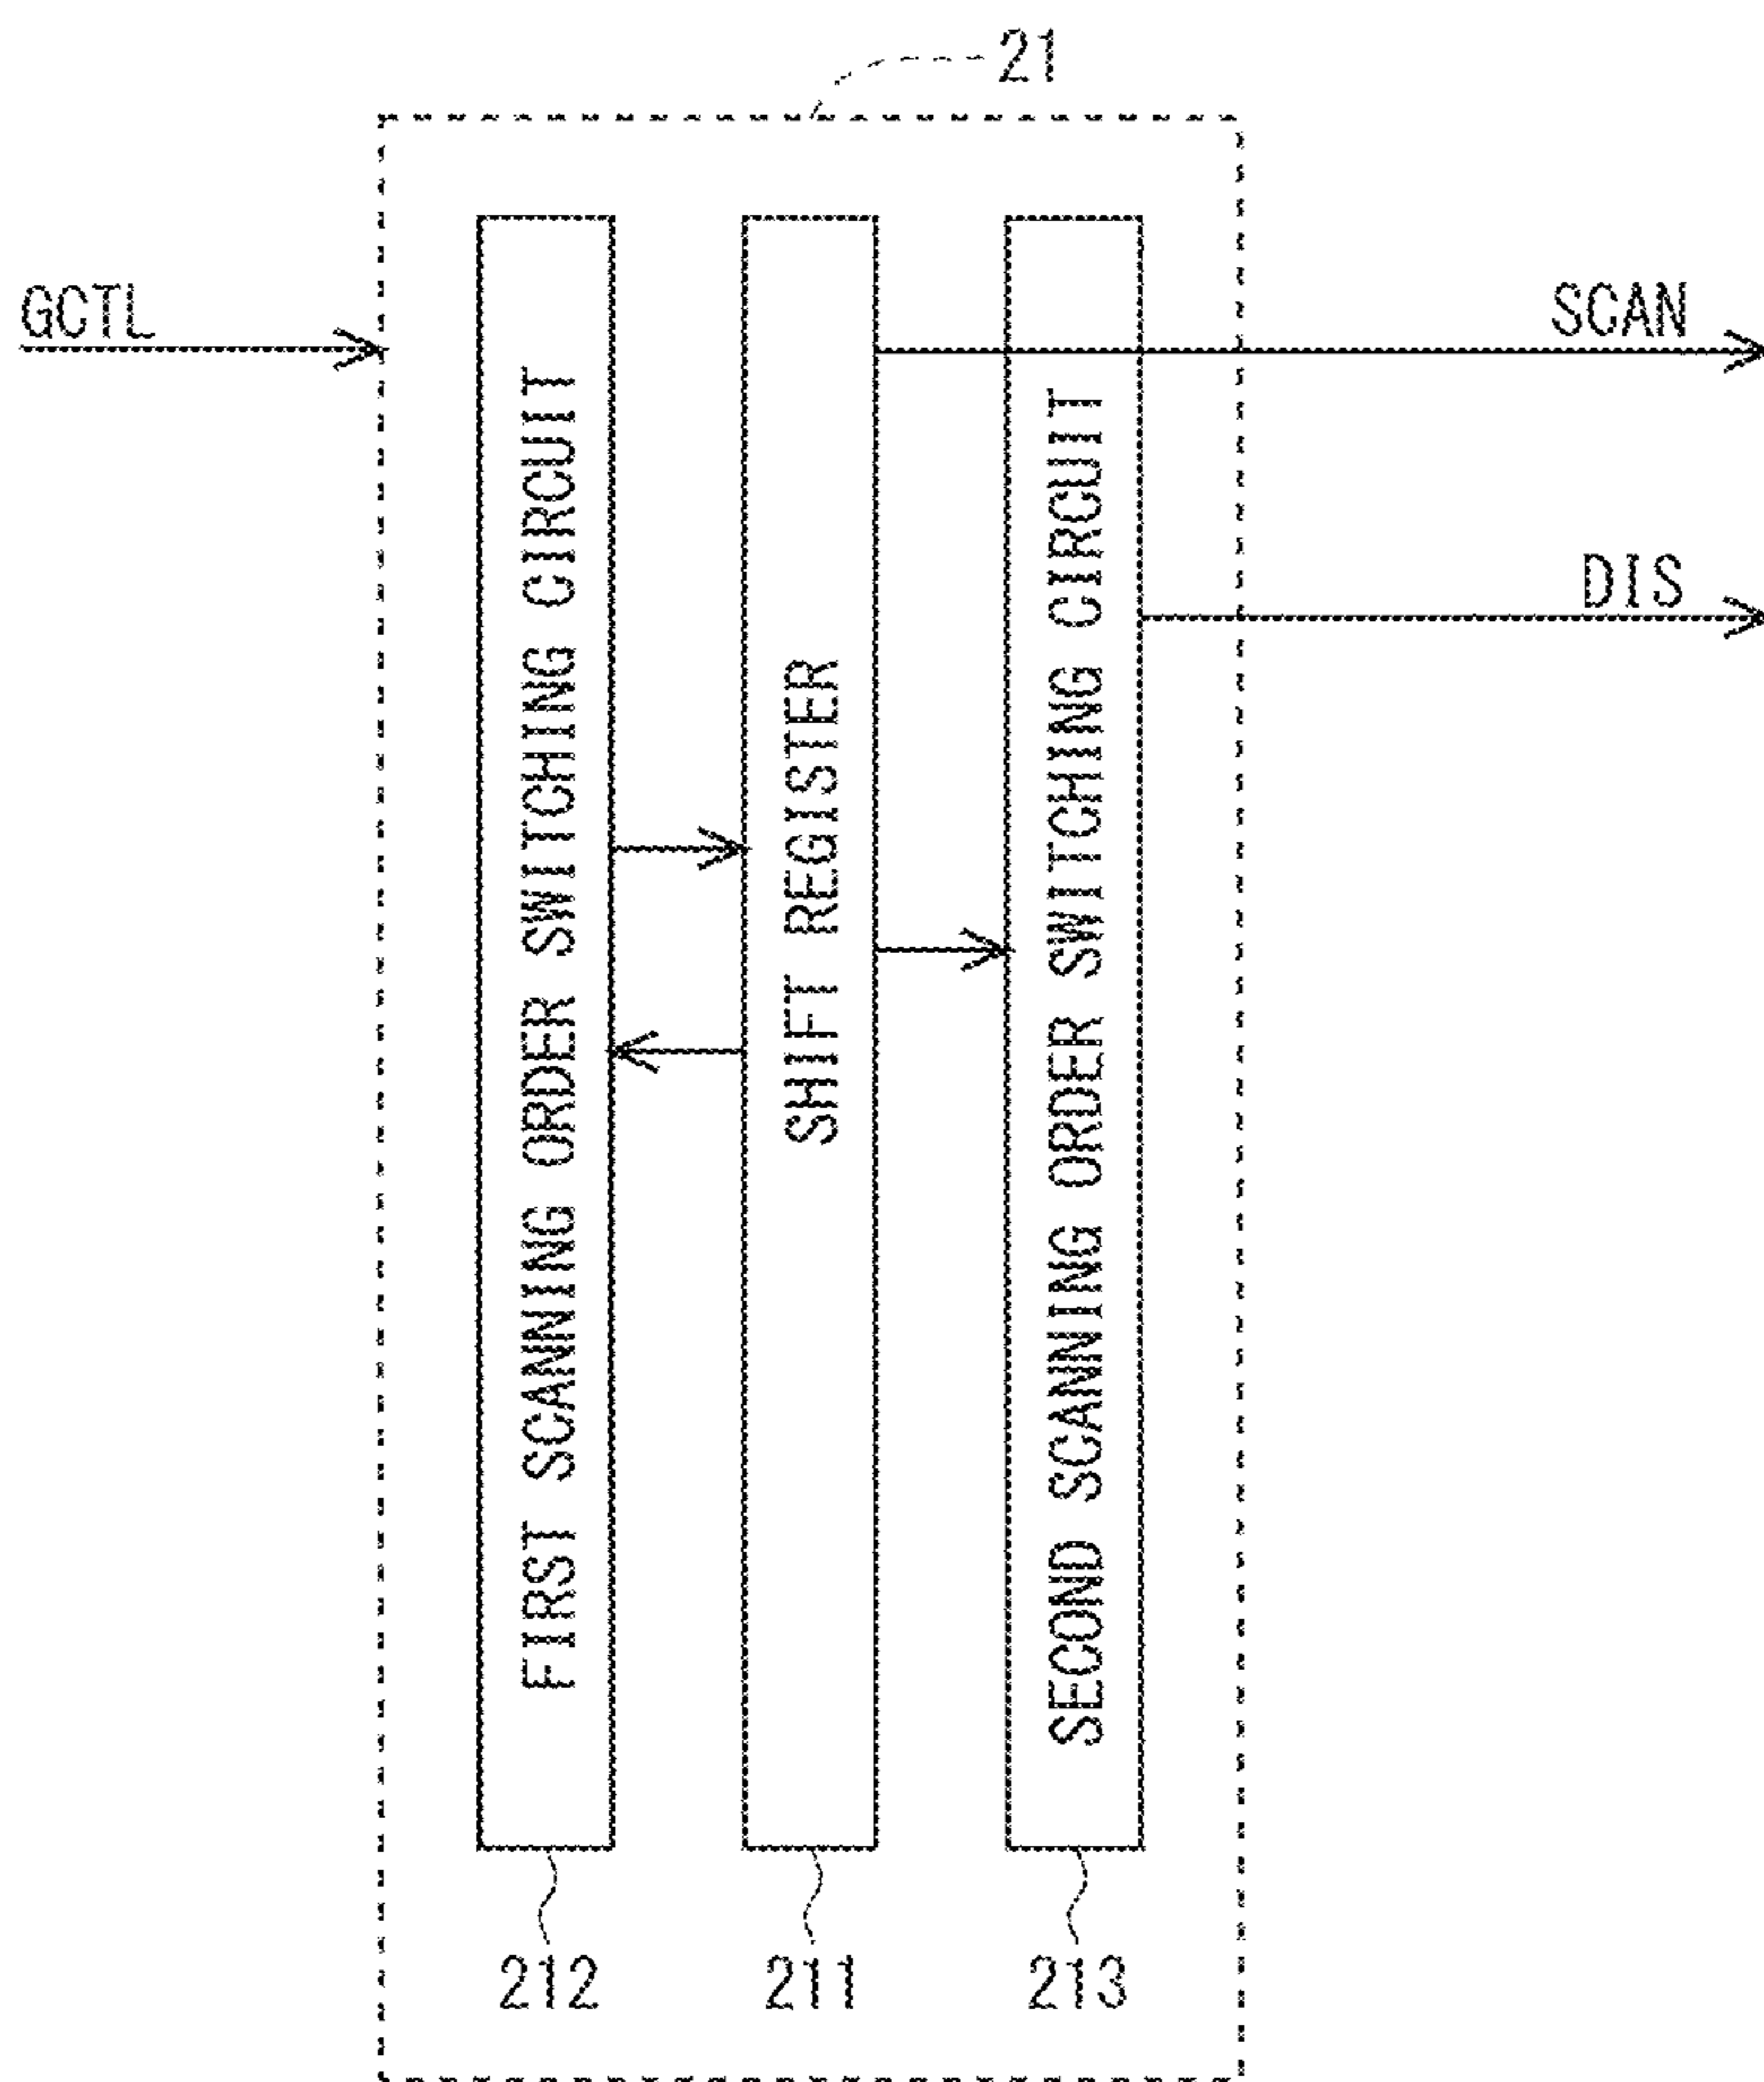 21
GCTL
SCAN
DIS
FIRST SCANNING ORDER SWITCHING CIRCUIT
SHIFT REGISTER
SECOND SCANNING ORDER SWITCHING CIRCUIT
212
211
213